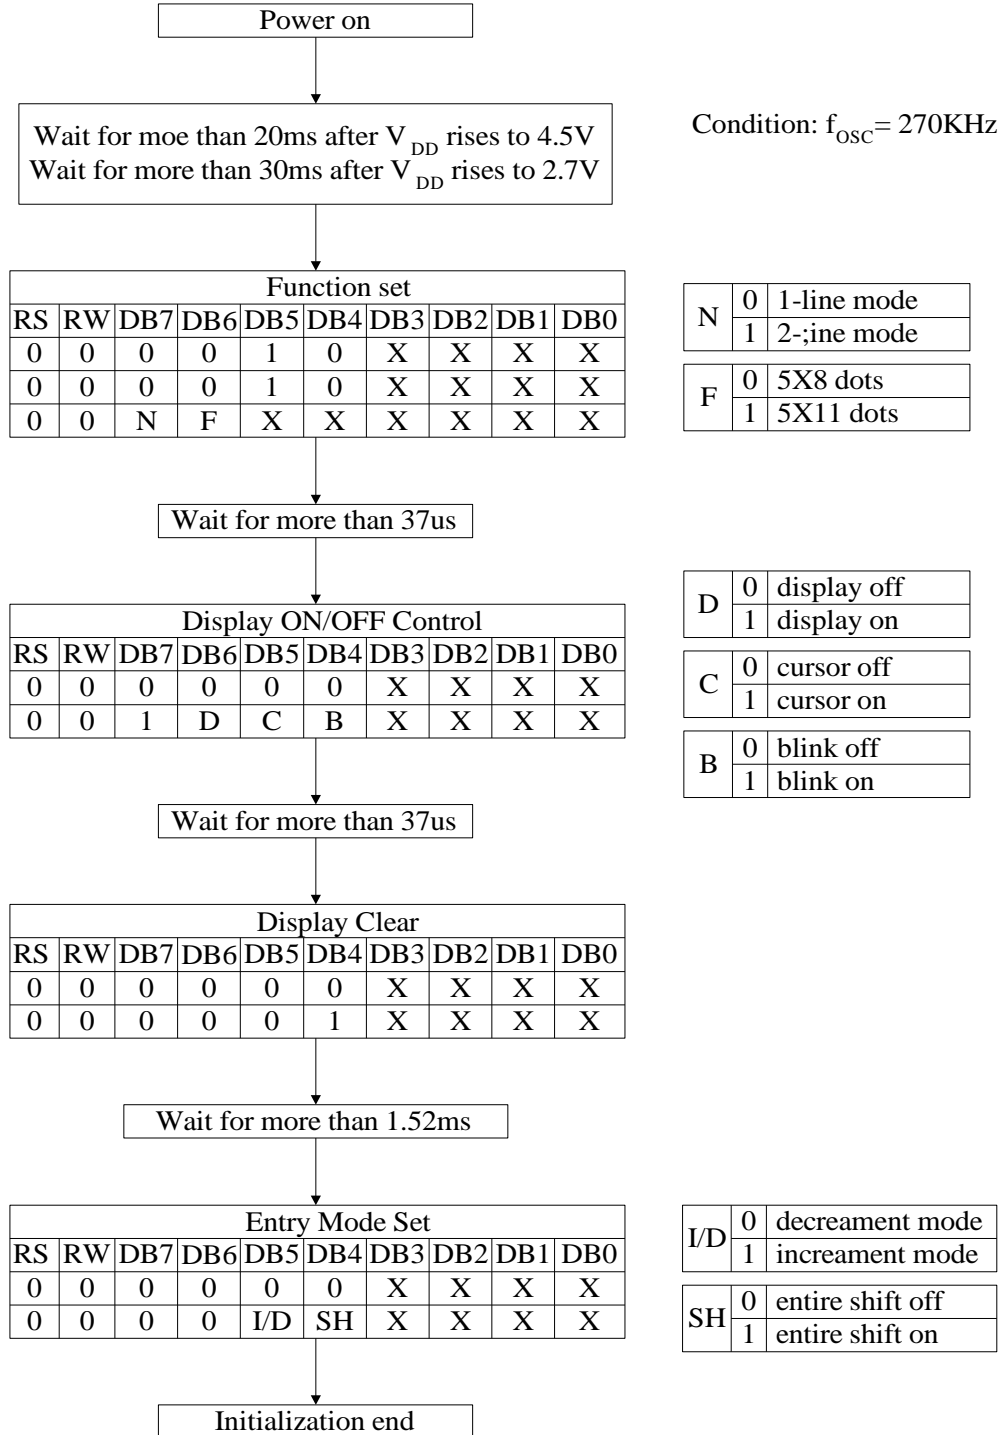 Power on
Wait for moe than 20ms after V DD rises to 4.5V
Wait for more than 30ms after V DD rises to 2.7V
Condition: fOSC= 270KHz
Function set
RS RW DB7 DB6 DB5 DB4 DB3 DB2 DB1 DB0
0 0 0 0 1 0 X X X X
0 0 0 0 1 0 X X X X
0 0 N F X X X X X X
N
0 1-line mode
1 2-;ine mode
F
0 5X8 dots
1 5X11 dots
Wait for more than 37us
Display ON/OFF Control
RS RW DB7 DB6 DB5 DB4 DB3 DB2 DB1 DB0
0 0 0 0 0 0 X X X X
0 0 1 D C B X X X X
D
0 display off
1 display on
C
0 cursor off
1 cursor on
B
0 blink off
1 blink on
Wait for more than 37us
Display Clear
RS RW DB7 DB6 DB5 DB4 DB3 DB2 DB1 DB0
0 0 0 0 0 0 X X X X
0 0 0 0 0 1 X X X X
Wait for more than 1.52ms
Entry Mode Set
RS RW DB7 DB6 DB5 DB4 DB3 DB2 DB1 DB0
0 0 0 0 0 0 X X X X
0 0 0 0 I/D SH X X X X
I/D
0 decreament mode
1 increament mode
SH
0 entire shift off
1 entire shift on
Initialization end